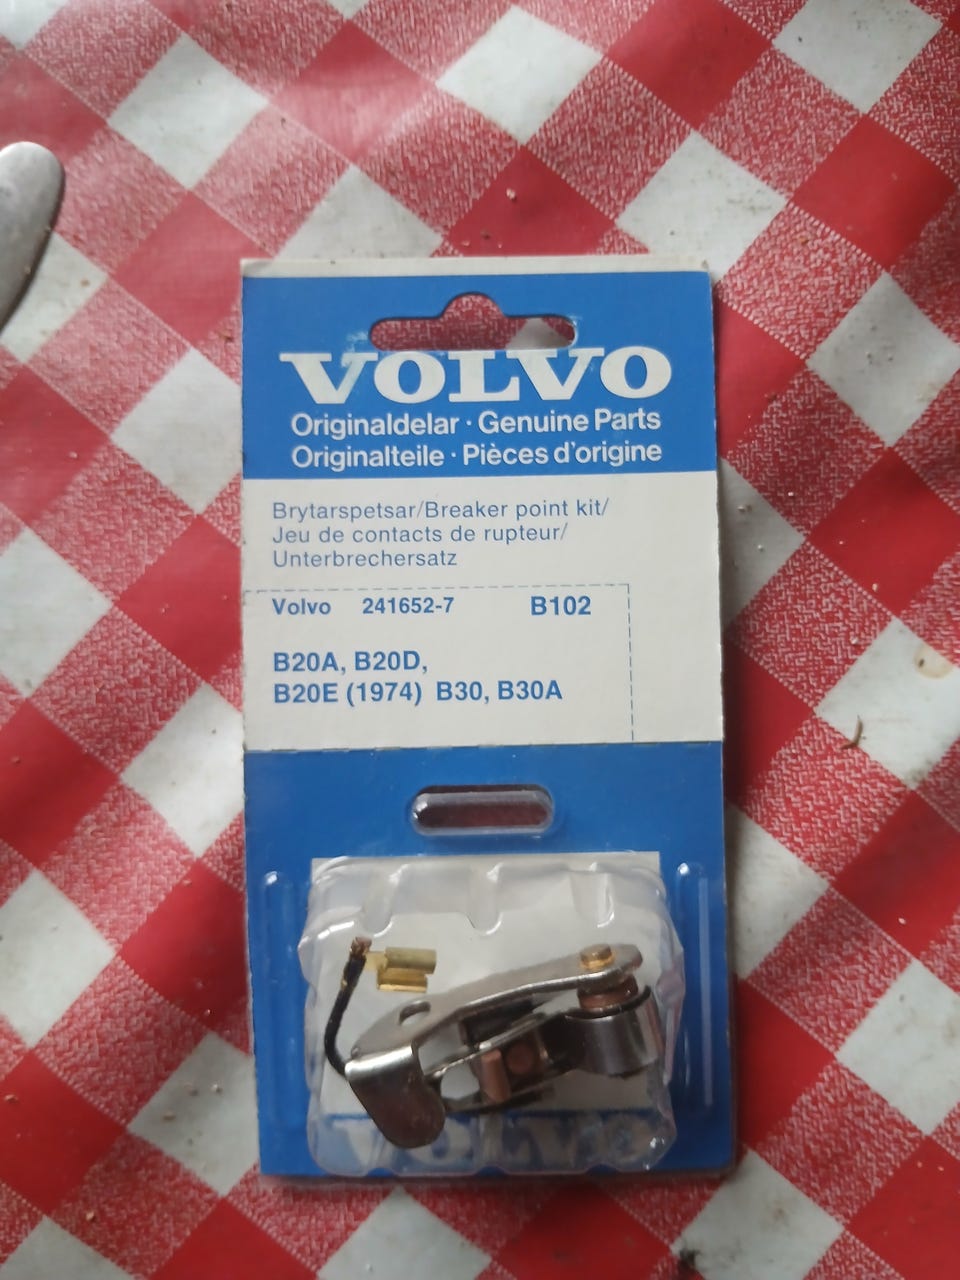 VOLVO
Originaldelar · Genuine Parts
Originalteile · Pièces d'origine
Brytarspetsar/Breaker point kit/
Jeu de contacts de rupteur/
Unterbrechersatz
Volvo 241652-7 B102
B20A, B20D,
B20E (1974) B30, B30A
VOLVO